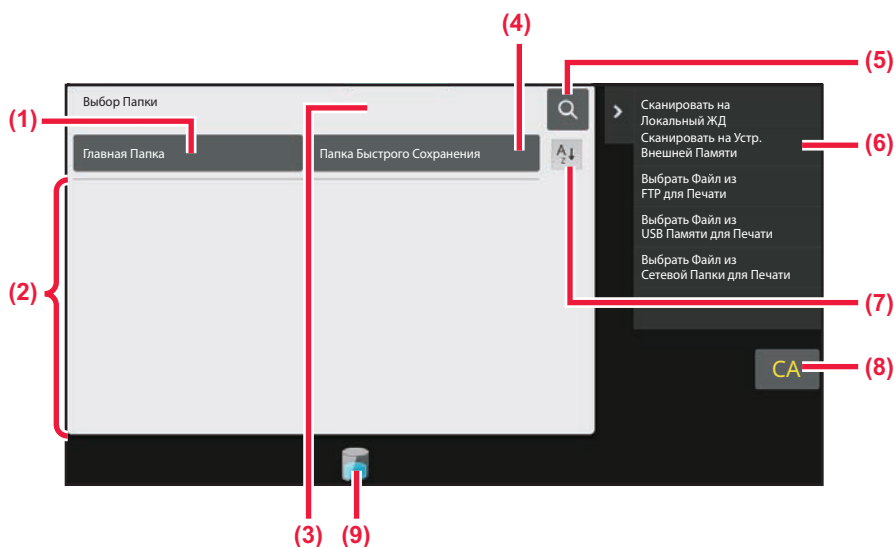 (4)
(5)
Выбор Папки
(1)
Главная Папка
Папка Быстрого Сохранения
A
Z
Сканировать на
Локальный ЖД
Сканировать на Устр.
Внешней Памяти
(6)
Выбрать Файл из
FTP для Печати
Выбрать Файл из
USB Памяти для Печати
Выбрать Файл из
Сетевой Папки для Печати
(2)
(7)
CA
(8)
(3)
(9)